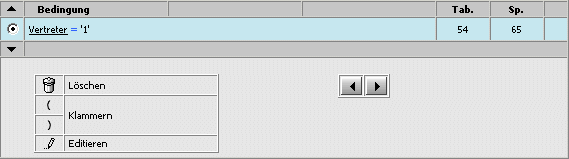 Bedingung Tab. Sp.
Vertreter = '1' 54 65
Löschen
(
Klammern
)
Editieren